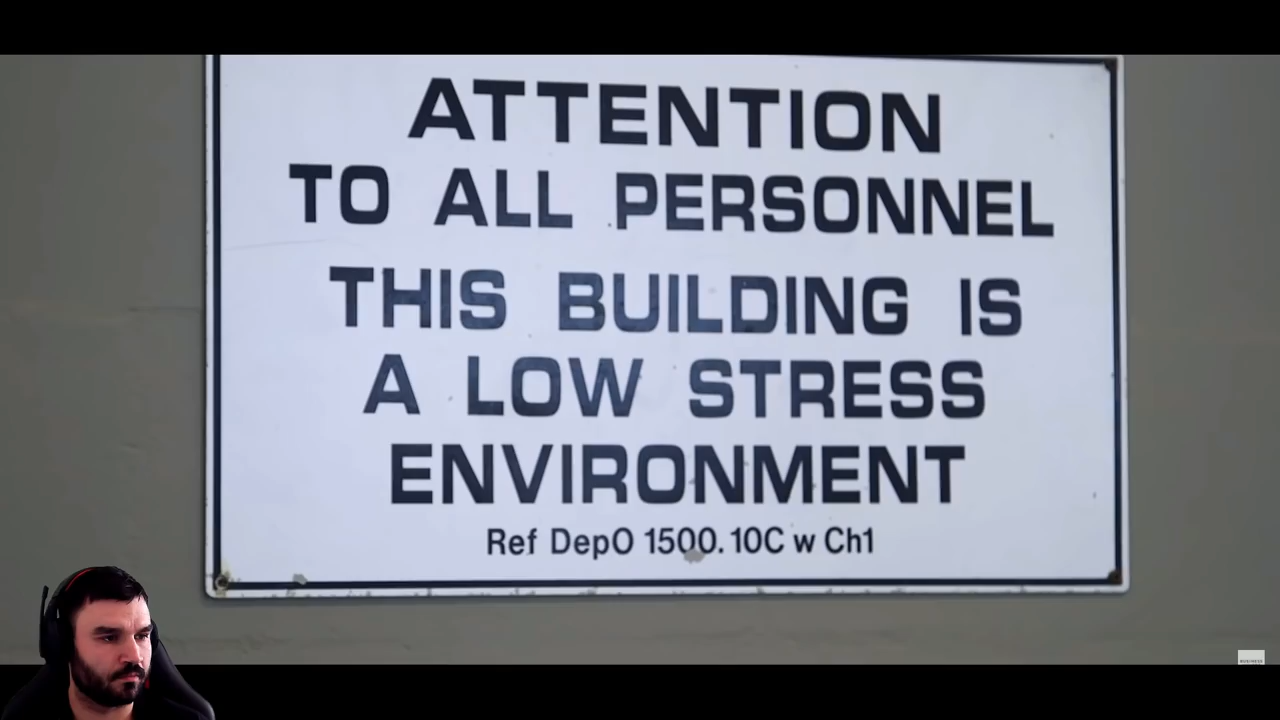 ATTENTION
TO ALL PERSONNEL
THIS BUILDING IS
A LOW STRESS
ENVIRONMENT
Ref DepO 1500.10C w Ch1